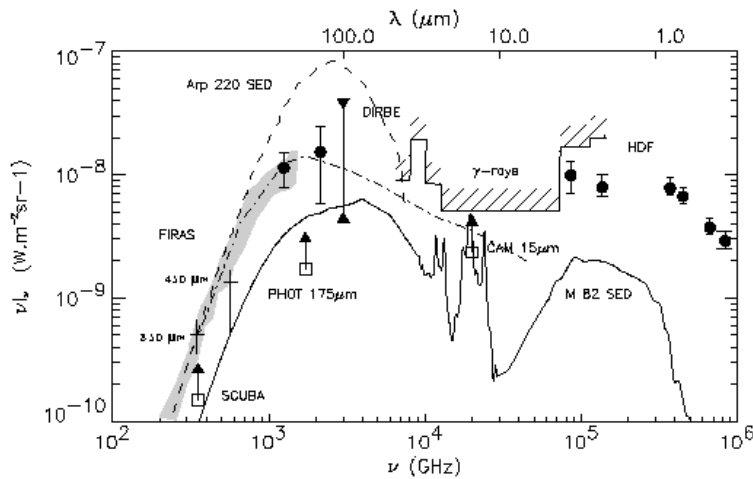 λ (μm)
100.0 10.0 1.0
10⁻⁷
10⁻⁸
10⁻⁹
10⁻¹⁰
νIᵥ (W.m⁻²sr−1)
Arp 220 SED
DIRBE
HDF
γ-rays
FIRAS
CAM 15μm
450 μm
PHOT 175μm
M 82 SED
850 μm
SCUBA
10² 10³ 10⁴ 10⁵ 10⁶
ν (GHz)